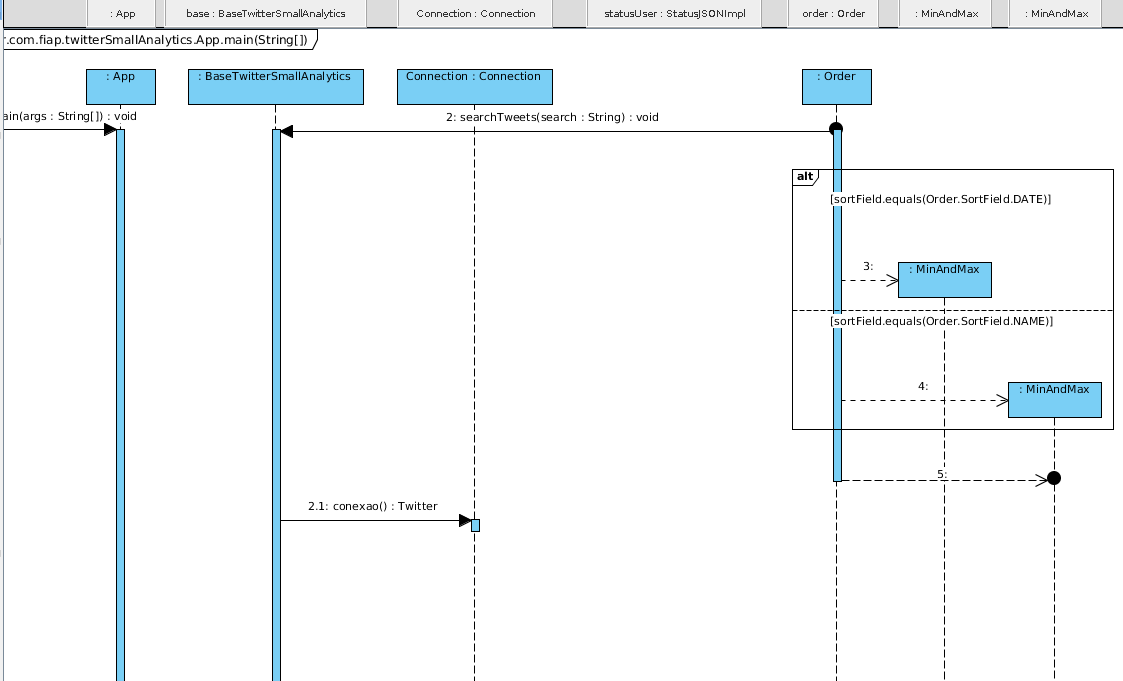 : App
base : BaseTwitterSmallAnalytics
Connection : Connection
statusUser : StatusJSONImpl
order : Order
: MinAndMax
: MinAndMax
r.com.fiap.twitterSmallAnalytics.App.main(String[])
: App
: BaseTwitterSmallAnalytics
Connection : Connection
: Order
ain(args : String[]) : void
2: searchTweets(search : String) : void
alt
[sortField.equals(Order.SortField.DATE)]
3:
: MinAndMax
[sortField.equals(Order.SortField.NAME)]
4:
: MinAndMax
5:
2.1: conexao() : Twitter